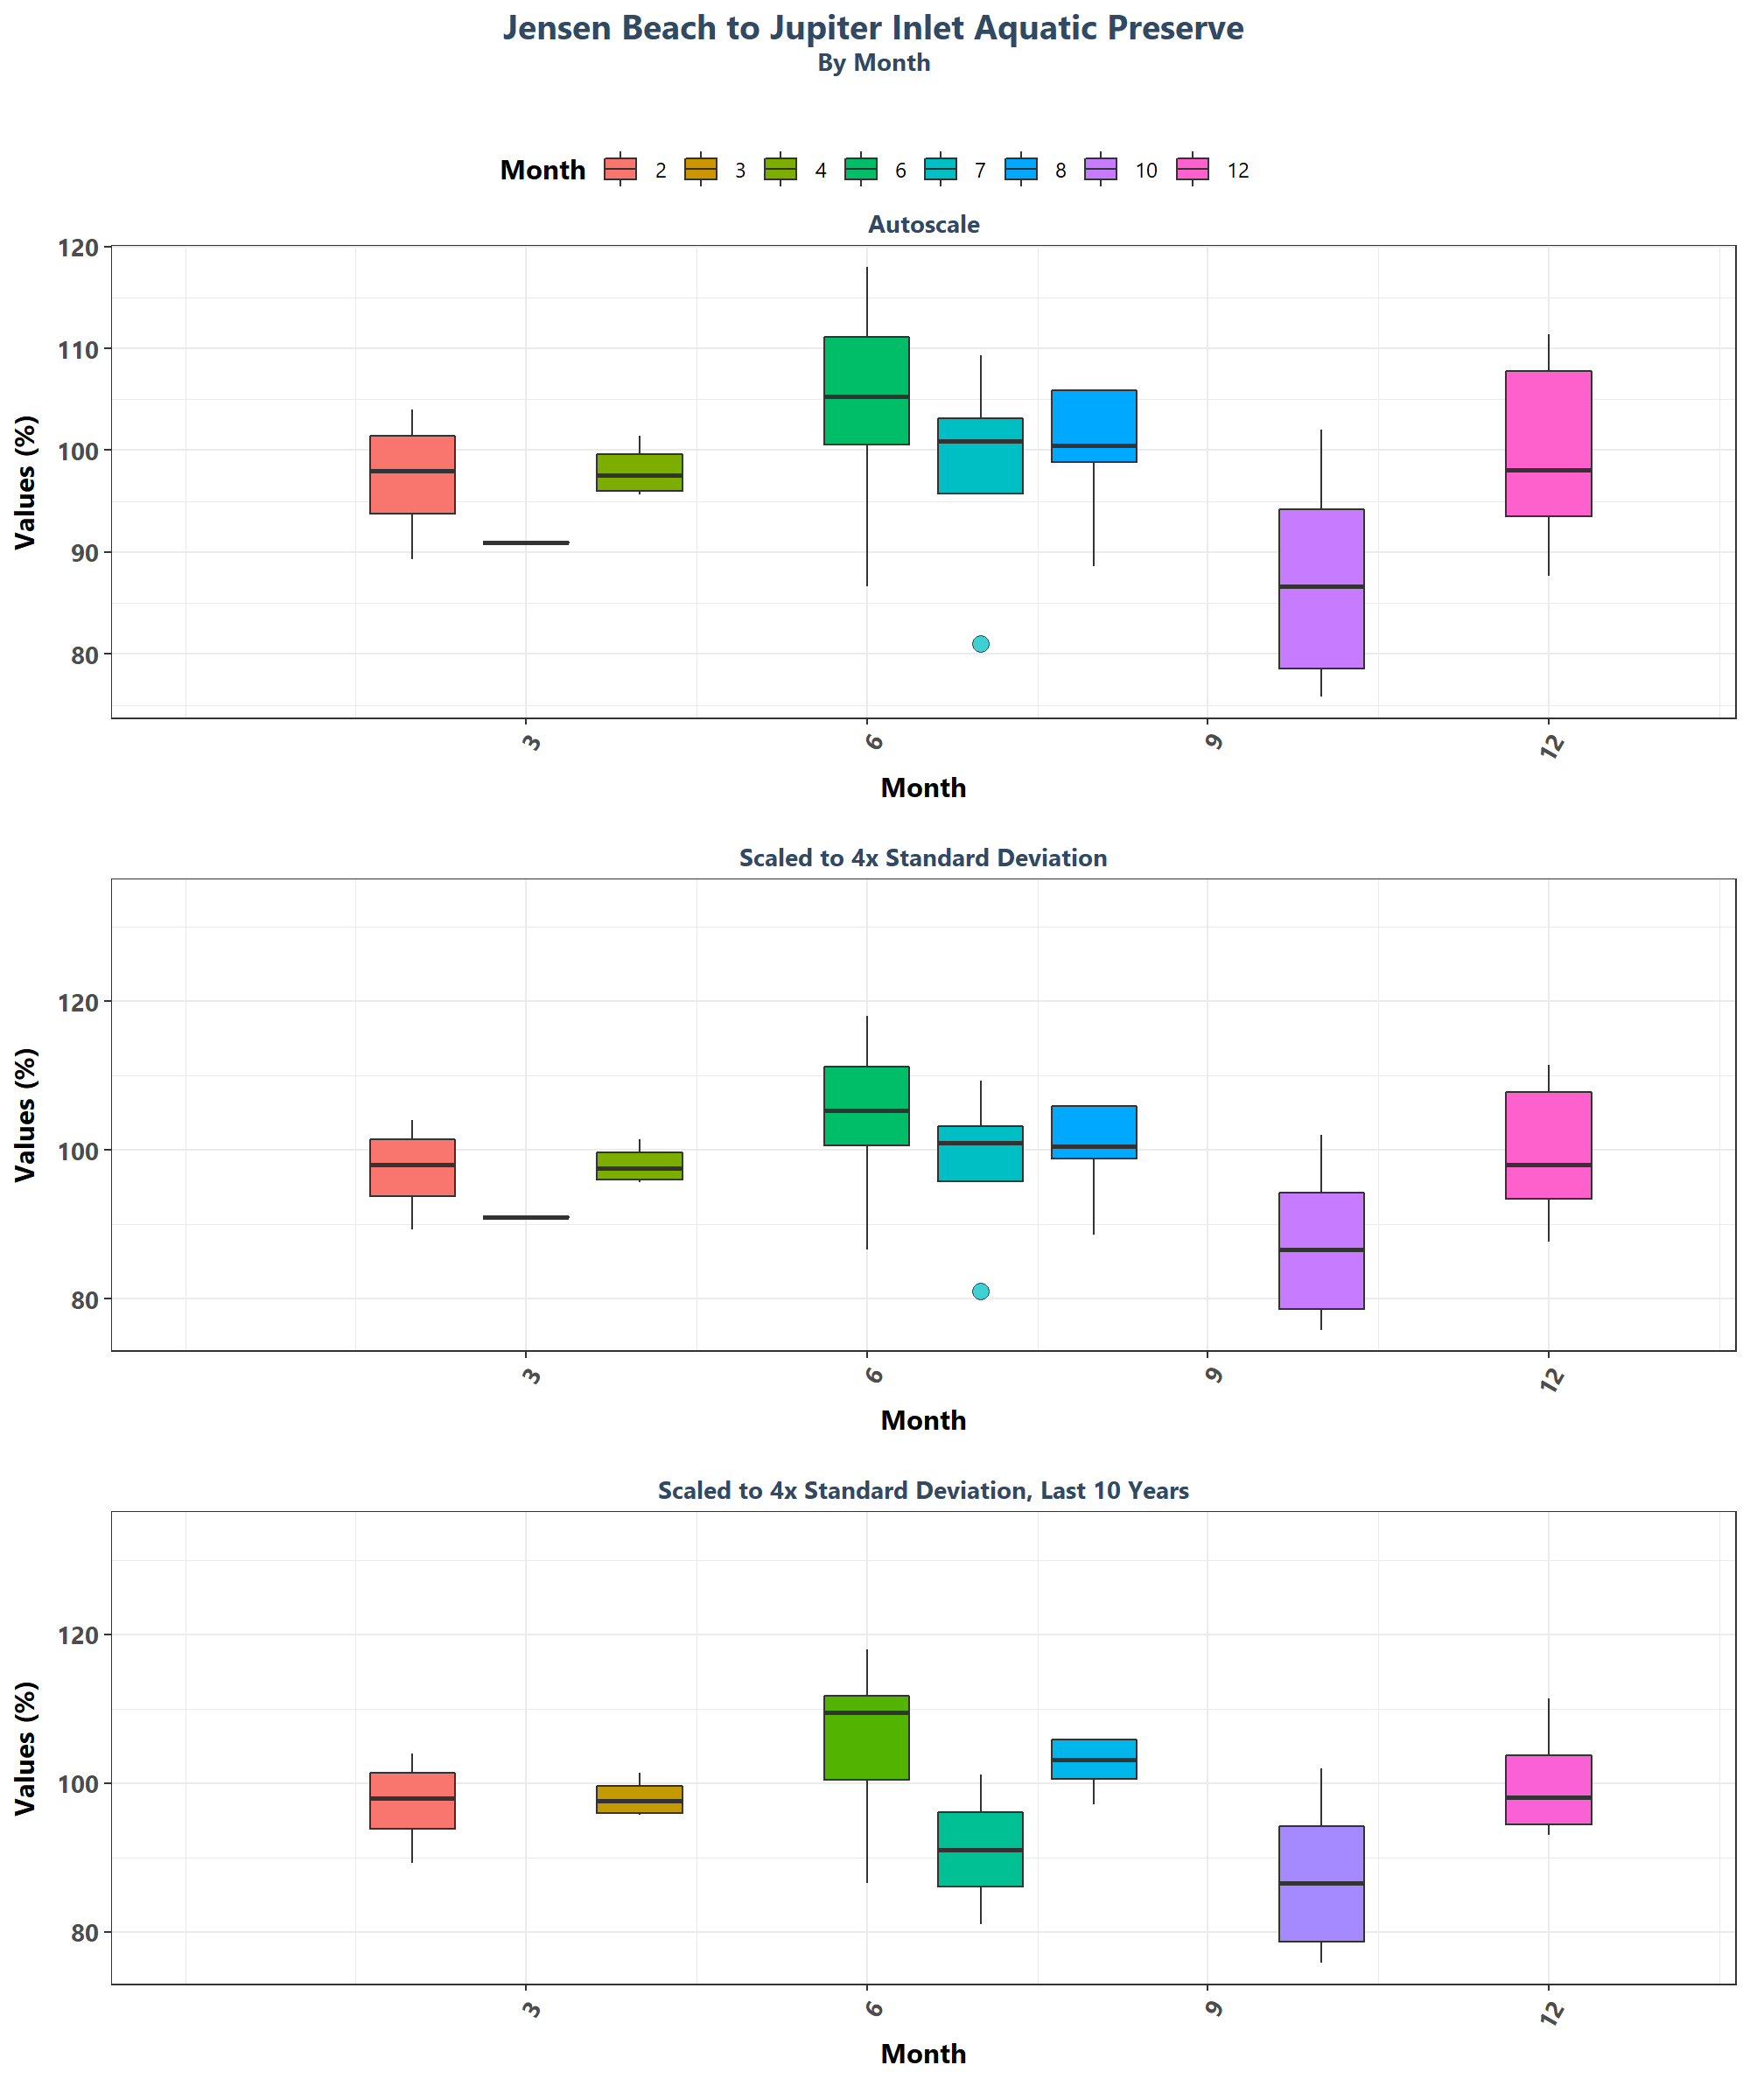 Jensen Beach to Jupiter Inlet Aquatic Preserve
By Month
Month 2 3 4 6 7 8 10 12
Autoscale
120
110
100
90
80
Values (%)
3 6 9 12
Month
Scaled to 4x Standard Deviation
120
100
80
Values (%)
3 6 9 12
Month
Scaled to 4x Standard Deviation, Last 10 Years
120
100
80
Values (%)
3 6 9 12
Month